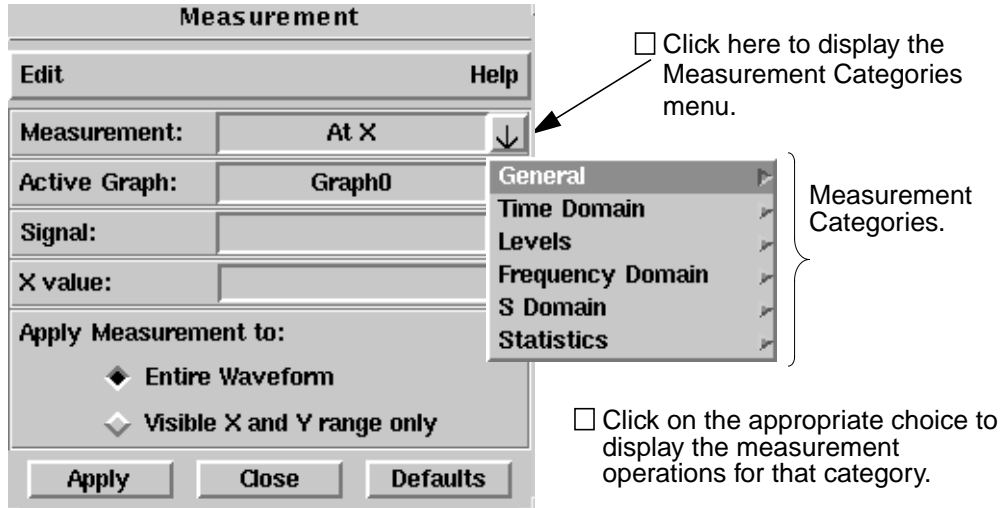 Measurement
Edit Help
Measurement: At X
Active Graph: Graph0
Signal:
X value:
Apply Measurement to:
Entire Waveform
Visible X and Y range only
Apply Close Defaults
General
Time Domain
Levels
Frequency Domain
S Domain
Statistics
Click here to display the
Measurement Categories
menu.
Measurement
Categories.
Click on the appropriate choice to
display the measurement
operations for that category.